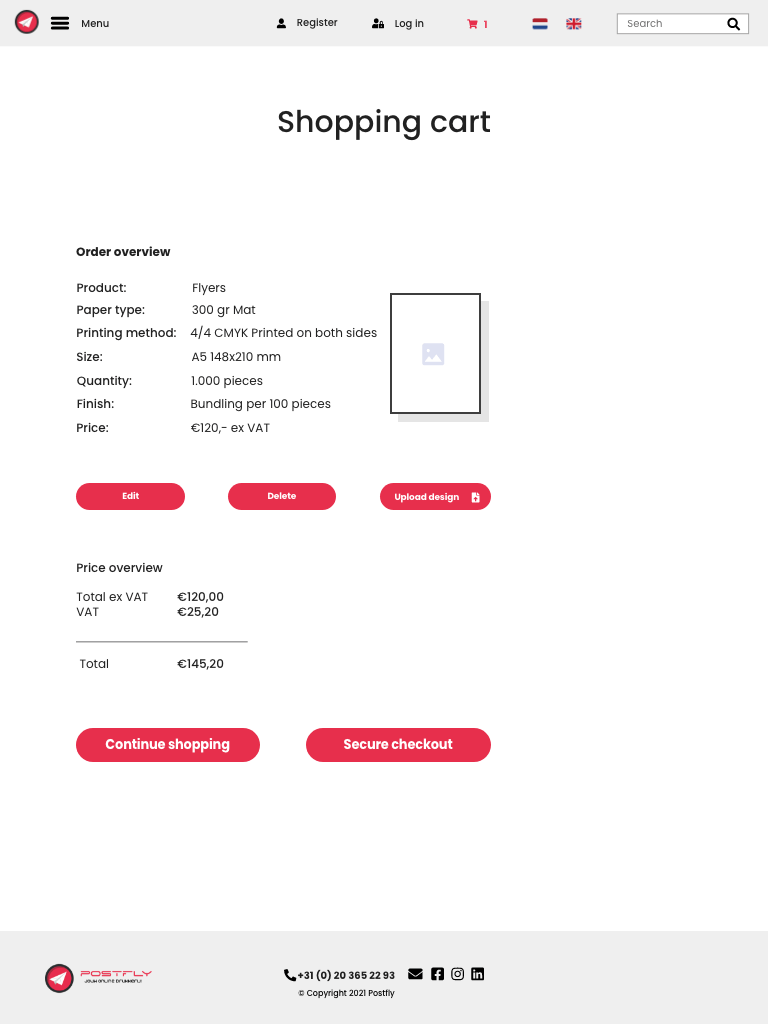 Menu Register Log in 1 Search
Shopping cart
Order overview
Product: Flyers
Paper type: 300 gr Mat
Printing method: 4/4 CMYK Printed on both sides
Size: A5 148x210 mm
Quantity: 1.000 pieces
Finish: Bundling per 100 pieces
Price: €120,- ex VAT
Edit Delete Upload design
Price overview
Total ex VAT €120,00
VAT €25,20
Total €145,20
Continue shopping Secure checkout
POSTFLY
JOUW ONLINE DRUKKERIJ
+31 (0) 20 365 22 93
© Copyright 2021 Postfly